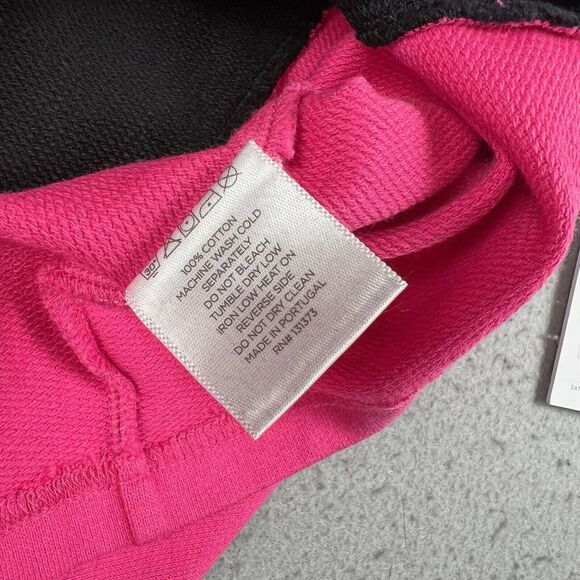 30°
100% COTTON
MACHINE WASH COLD
SEPARATELY
DO NOT BLEACH
TUMBLE DRY LOW
IRON LOW HEAT ON
REVERSE SIDE
DO NOT DRY CLEAN
MADE IN PORTUGAL
RN# 131573